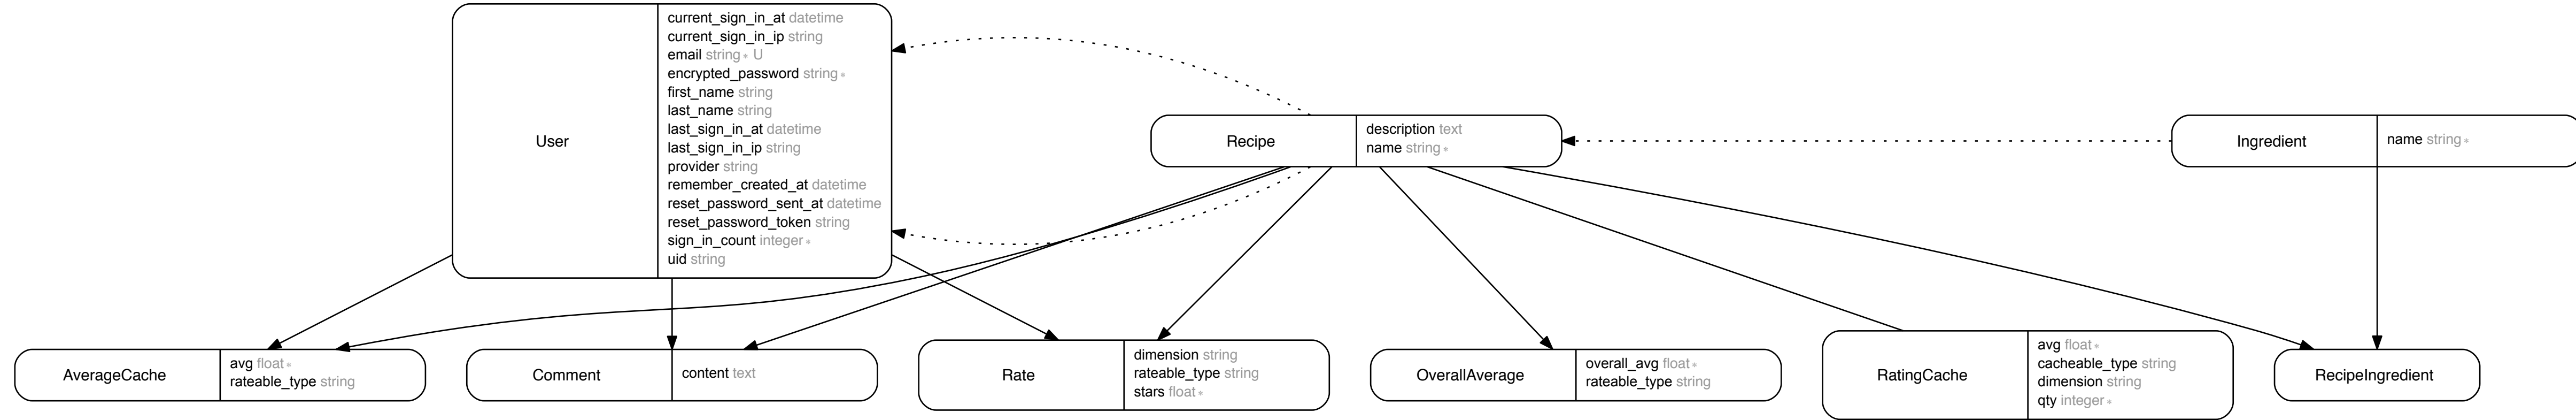 User
current_sign_in_at datetime
current_sign_in_ip string
email string* U
encrypted_password string*
first_name string
last_name string
last_sign_in_at datetime
last_sign_in_ip string
provider string
remember_created_at datetime
reset_password_sent_at datetime
reset_password_token string
sign_in_count integer*
uid string
Recipe
description text
name string*
Ingredient
name string*
AverageCache
avg float*
rateable_type string
Comment
content text
Rate
dimension string
rateable_type string
stars float*
OverallAverage
overall_avg float*
rateable_type string
RatingCache
avg float*
cacheable_type string
dimension string
qty integer*
RecipeIngredient